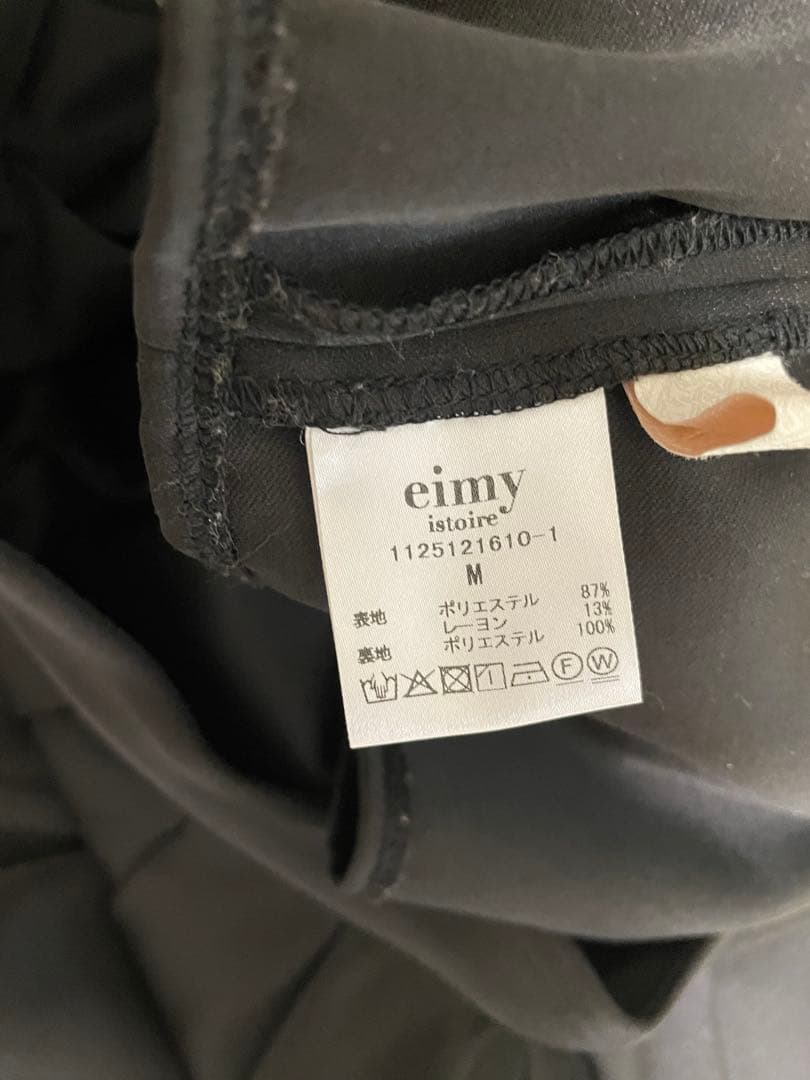 eimy
istoire
1125121610-1
M
表地 ポリエステル 87%
レーヨン 13%
裏地 ポリエステル 100%
F W